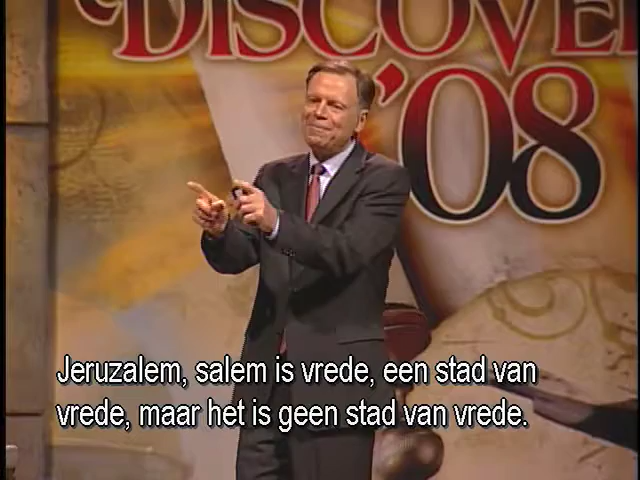 DISCOVE
'08
Jeruzalem, salem is vrede, een stad van
vrede, maar het is geen stad van vrede.